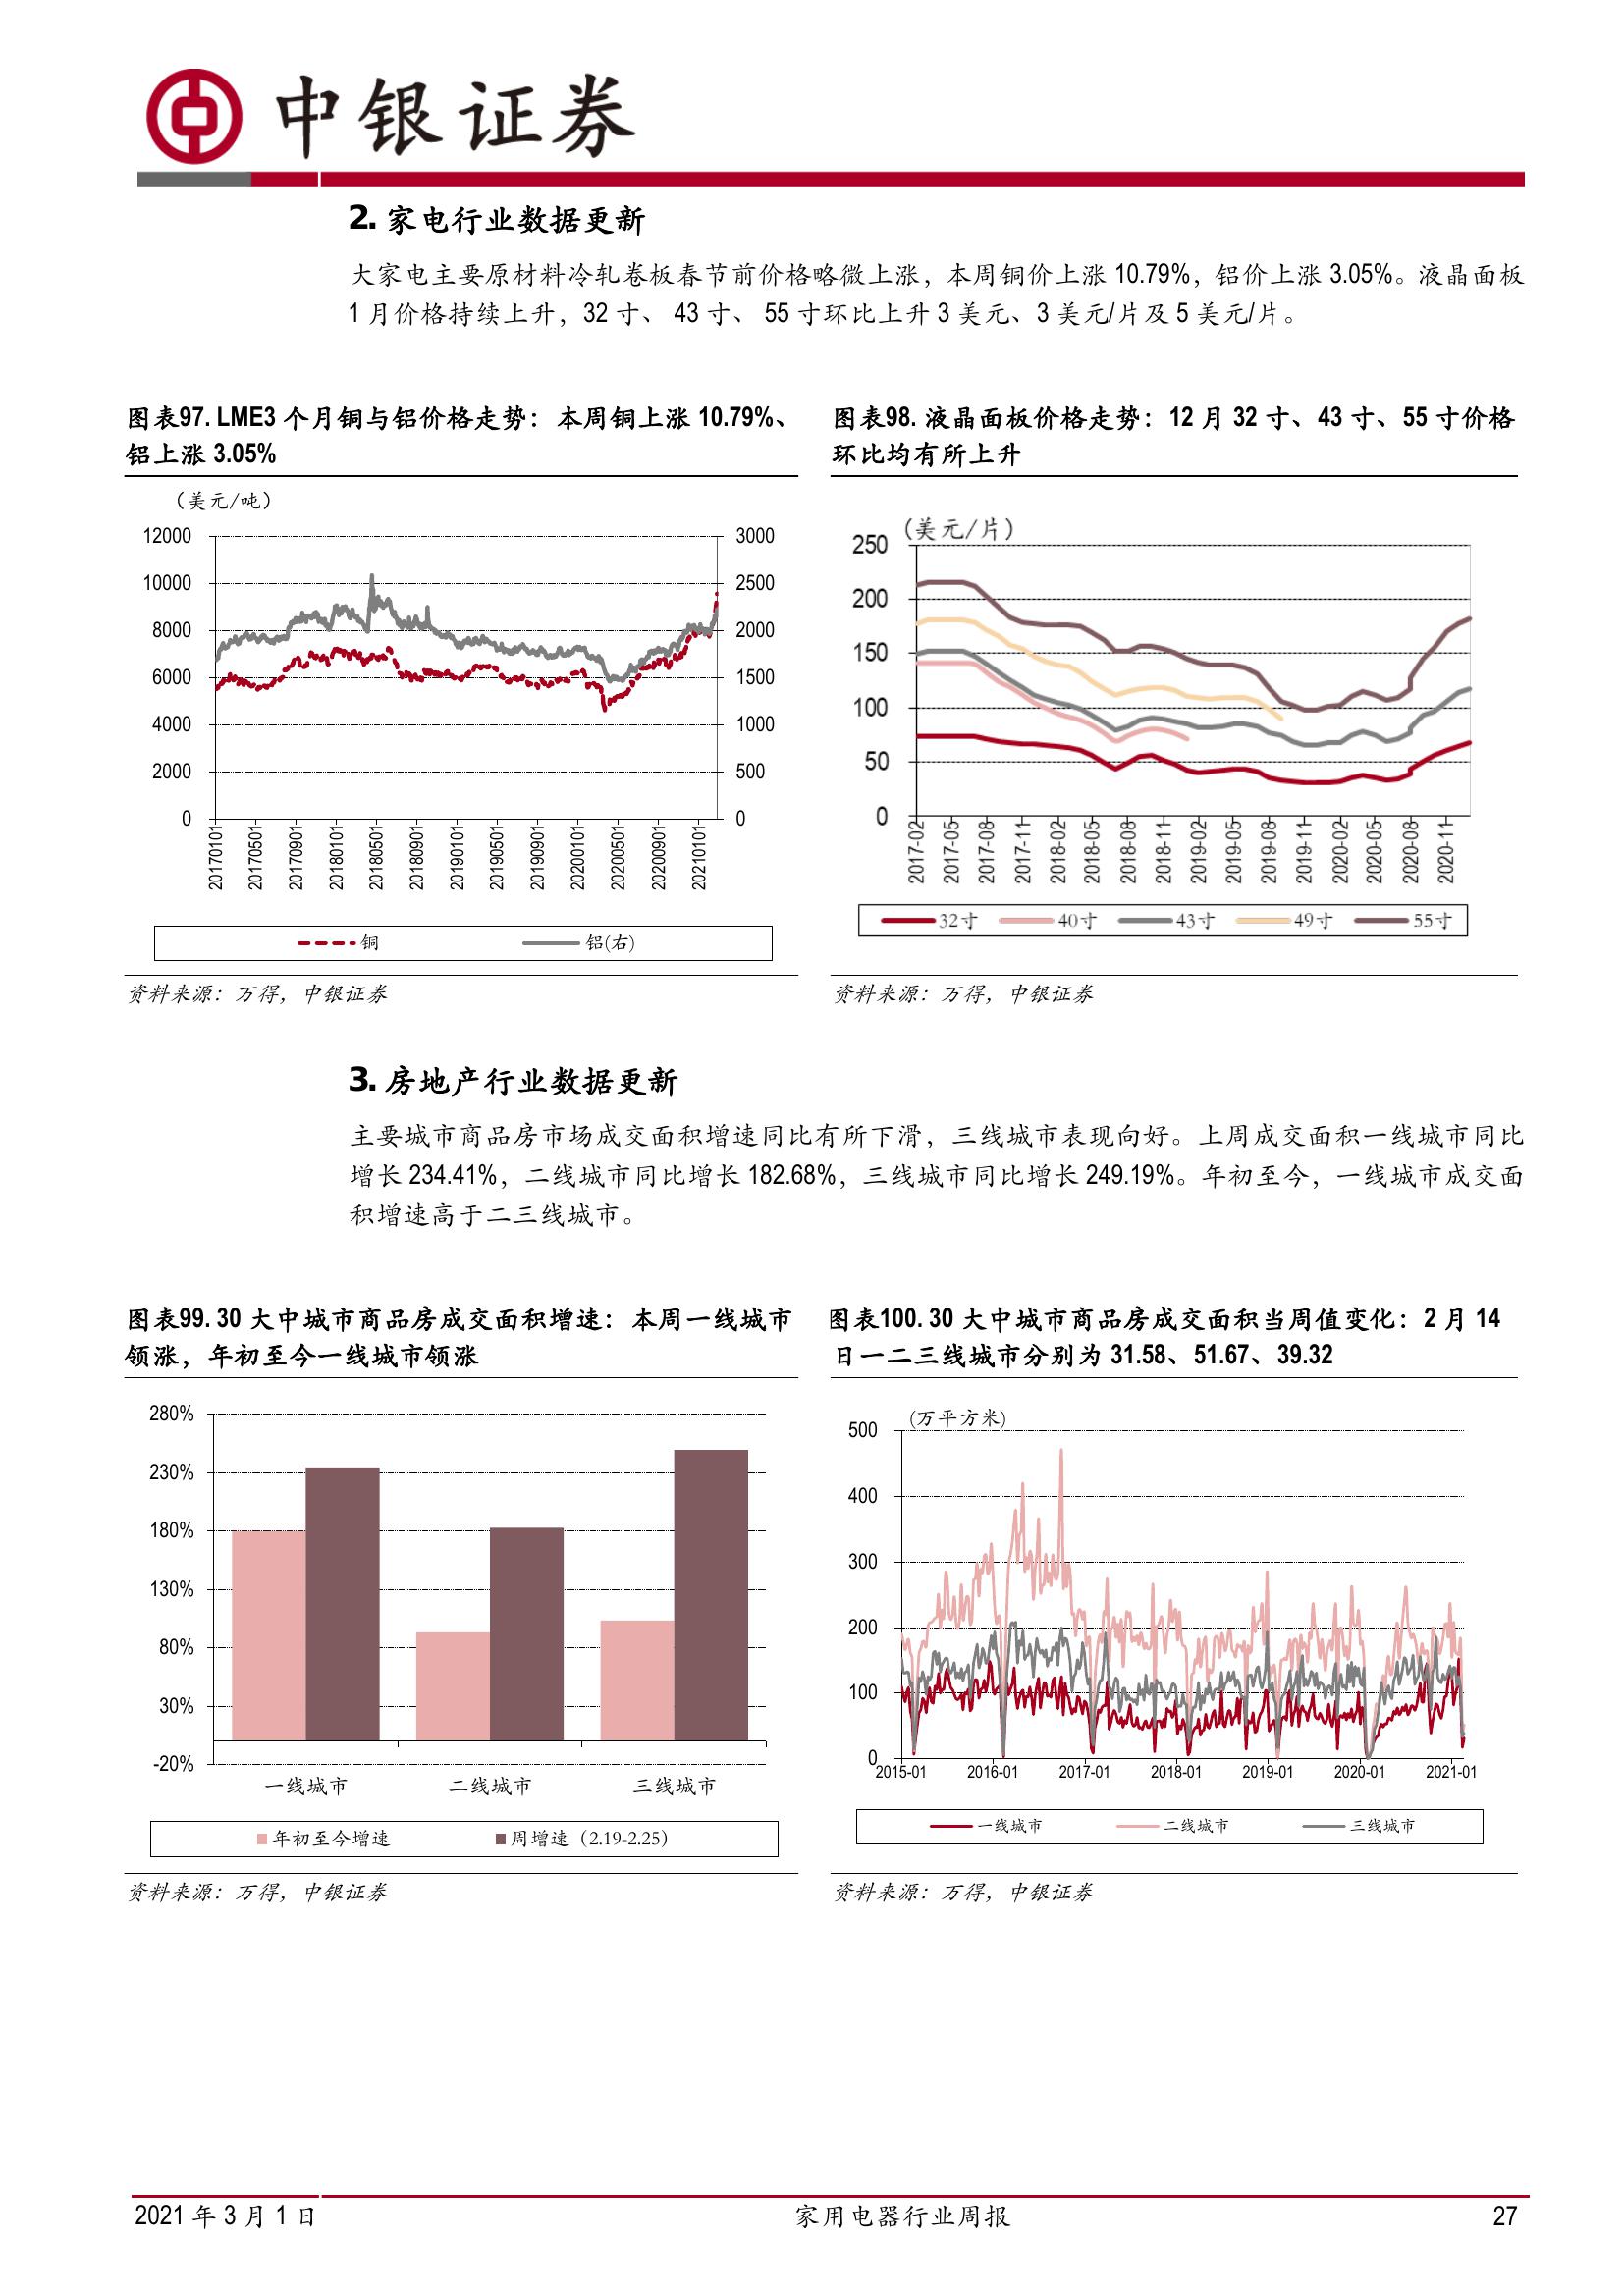 中银证券
2. 家电行业数据更新
大家电主要原材料冷轧卷板春节前价格略微上涨，本周铜价上涨 10.79%，铝价上涨 3.05%。液晶面板
1 月价格持续上升，32 寸、 43 寸、 55 寸环比上升 3 美元、3 美元/片及 5 美元/片。
图表97. LME3 个月铜与铝价格走势：本周铜上涨 10.79%、
铝上涨 3.05%
（美元/吨）
12000
10000
8000
6000
4000
2000
0
3000
2500
2000
1500
1000
500
0
20170101
20170501
20170901
20180101
20180501
20180901
20190101
20190501
20190901
20200101
20200501
20200901
20210101
铜
铝(右)
资料来源：万得，中银证券
图表98. 液晶面板价格走势：12 月 32 寸、43 寸、55 寸价格
环比均有所上升
(美元/片)
250
200
150
100
50
0
2017-02
2017-05
2017-08
2017-11
2018-02
2018-05
2018-08
2018-11
2019-02
2019-05
2019-08
2019-11
2020-02
2020-05
2020-08
2020-11
32寸
40寸
43寸
49寸
55寸
资料来源：万得，中银证券
3. 房地产行业数据更新
主要城市商品房市场成交面积增速同比有所下滑，三线城市表现向好。上周成交面积一线城市同比
增长 234.41%，二线城市同比增长 182.68%，三线城市同比增长 249.19%。年初至今，一线城市成交面
积增速高于二三线城市。
图表99. 30 大中城市商品房成交面积增速：本周一线城市
领涨，年初至今一线城市领涨
280%
230%
180%
130%
80%
30%
-20%
一线城市
二线城市
三线城市
年初至今增速
周增速（2.19-2.25）
资料来源：万得，中银证券
图表100. 30 大中城市商品房成交面积当周值变化：2 月 14
日一二三线城市分别为 31.58、51.67、39.32
(万平方米)
500
400
300
200
100
0
2015-01
2016-01
2017-01
2018-01
2019-01
2020-01
2021-01
一线城市
二线城市
三线城市
资料来源：万得，中银证券
2021 年 3 月 1 日
家用电器行业周报
27